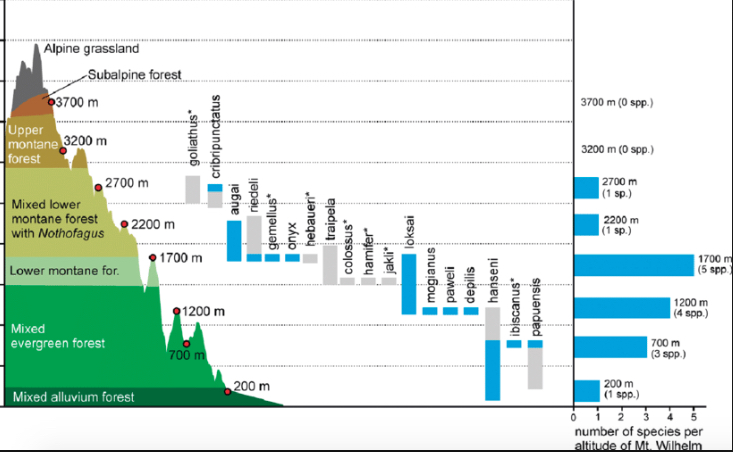 Alpine grassland
Subalpine forest
3700 m
Upper
montane
forest
3200 m
2700 m
Mixed lower
montane forest
with Nothofagus
2200 m
1700 m
Lower montane for.
1200 m
Mixed
evergreen forest
700 m
200 m
Mixed alluvium forest
goliathus*
cribripunctatus
augai
riedeli
gemellus*
onyx
hebaueri*
traipela
colossus*
hamifer*
jakli*
loksai
mogianus
paweli
depilis
hanseni
ibiscanus*
papuensis
3700 m (0 spp.)
3200 m (0 spp.)
2700 m
(1 sp.)
2200 m
(1 sp.)
1700 m
(5 spp.)
1200 m
(4 spp.)
700 m
(3 spp.)
200 m
(1 spp.)
0 1 2 3 4 5
number of species per
altitude of Mt. Wilhelm